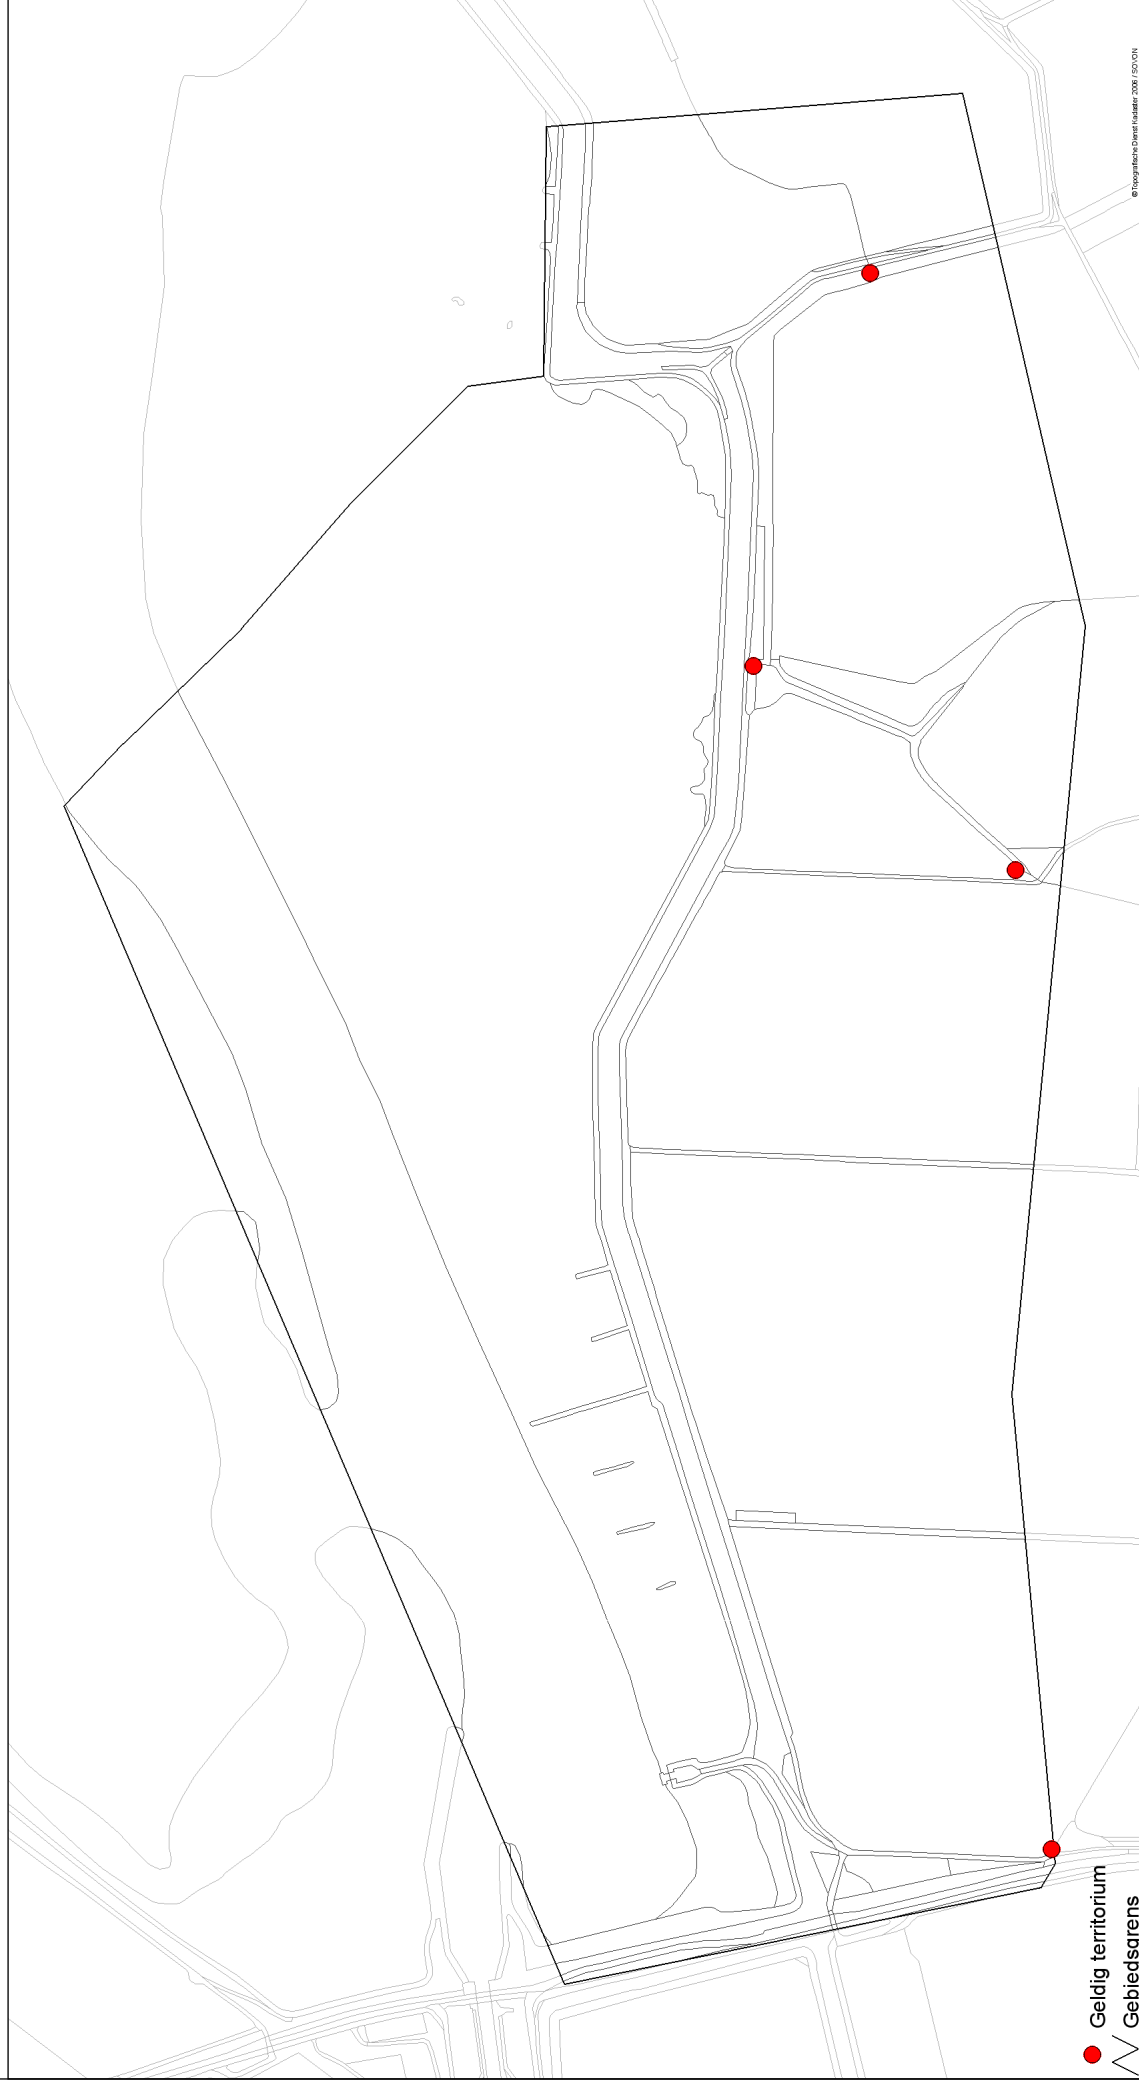 © Topografische Dienst Kadaster 2006 / SOVON
Geldig territorium
Gebiedsgrens